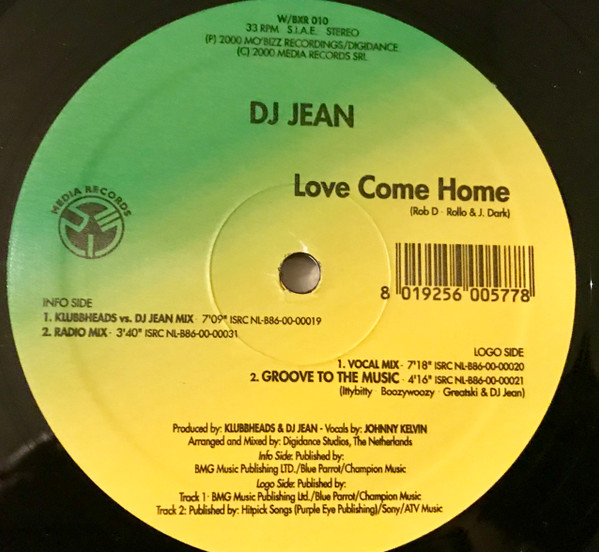 W/BXR 010
33 RPM S.I.A.E. STEREO
(P) 2000 MO'BIZZ RECORDINGS/DIGIDANCE
(C) 2000 MEDIA RECORDS SRL
DJ JEAN
Love Come Home
(Rob D · Rollo & J. Dark)
MEDIA RECORDS
8 019256 005778
INFO SIDE
1. KLUBBHEADS vs. DJ JEAN MIX · 7'09" ISRC NL-B86-00-00019
2. RADIO MIX · 3'40" ISRC NL-B86-00-00031
LOGO SIDE
1. VOCAL MIX · 7'18" ISRC NL-B86-00-00020
2. GROOVE TO THE MUSIC · 4'16" ISRC NL-B86-00-00021
(Ittybitty · Boozywoozy · Greatski & DJ Jean)
Produced by: KLUBBHEADS & DJ JEAN - Vocals by: JOHNNY KELVIN
Arranged and Mixed by: Digidance Studios, The Netherlands
Info Side: Published by:
BMG Music Publishing LTD./Blue Parrot/Champion Music
Logo Side: Published by:
Track 1 · BMG Music Publishing Ltd./Blue Parrot/Champion Music
Track 2: Published by: Hitpick Songs (Purple Eye Publishing)/Sony/ATV Music